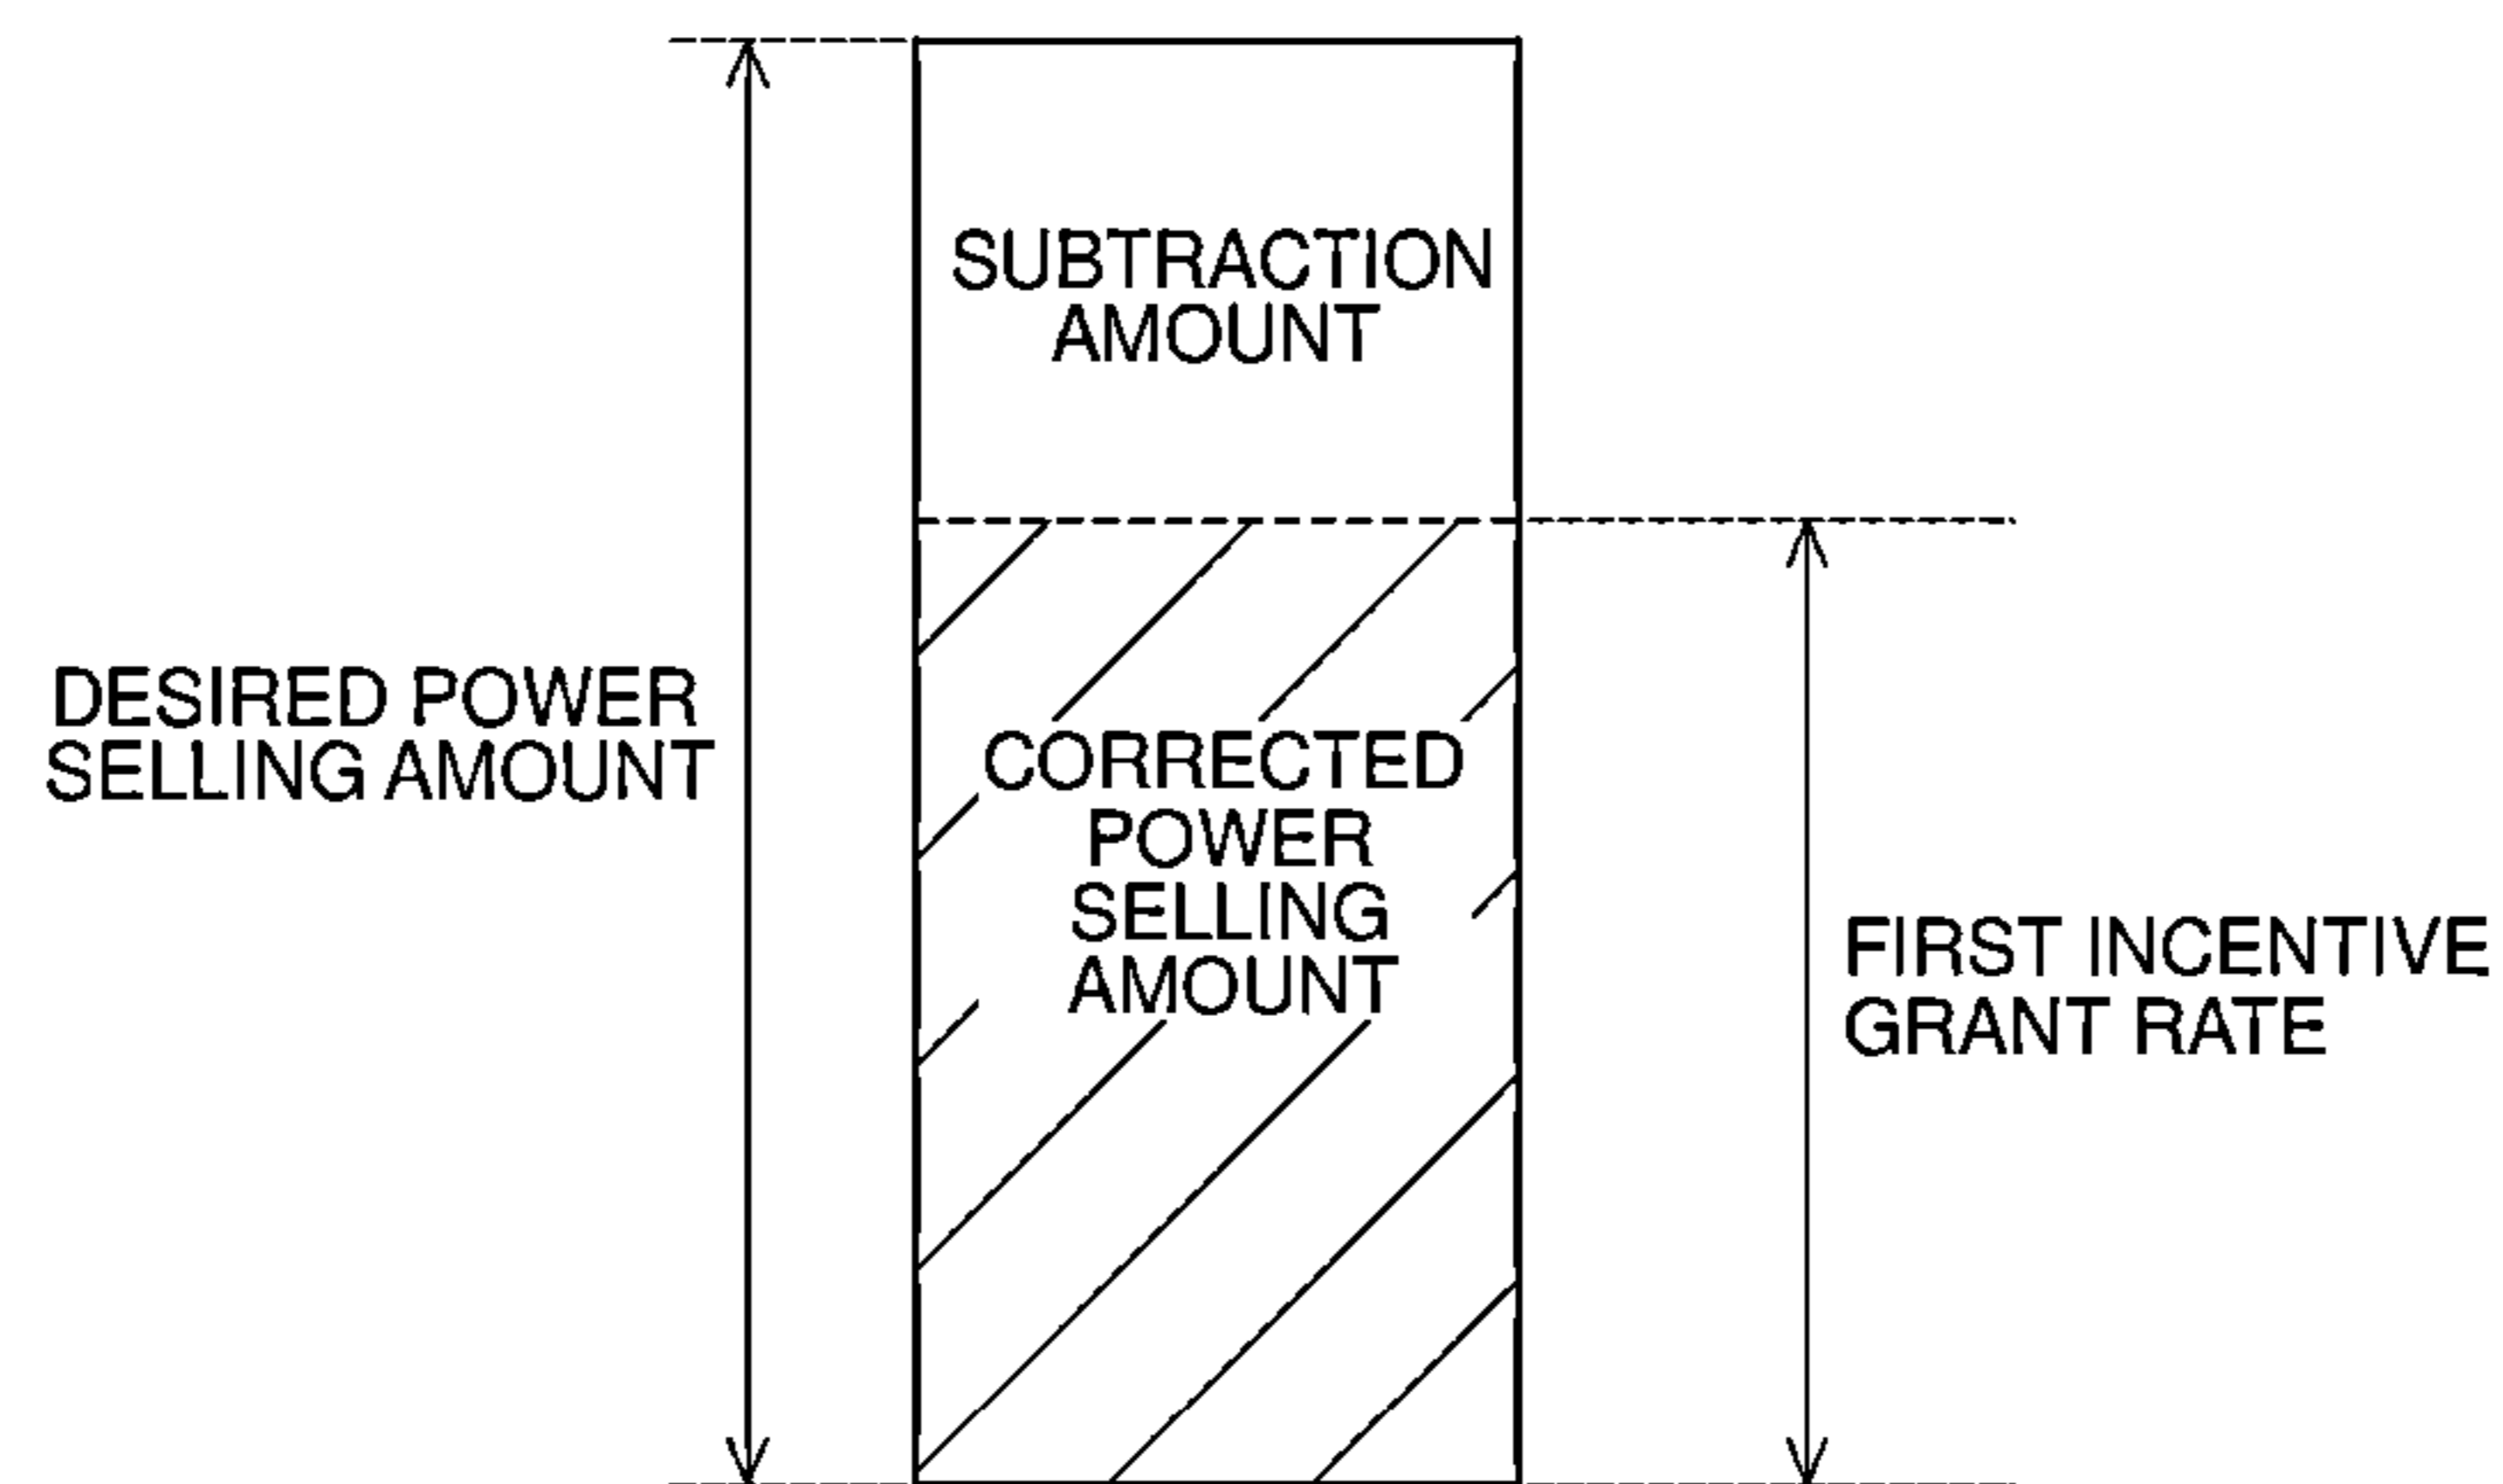 SUBTRACTION
AMOUNT
DESIRED POWER
SELLING AMOUNT
CORRECTED
POWER
SELLING
AMOUNT
FIRST INCENTIVE
GRANT RATE